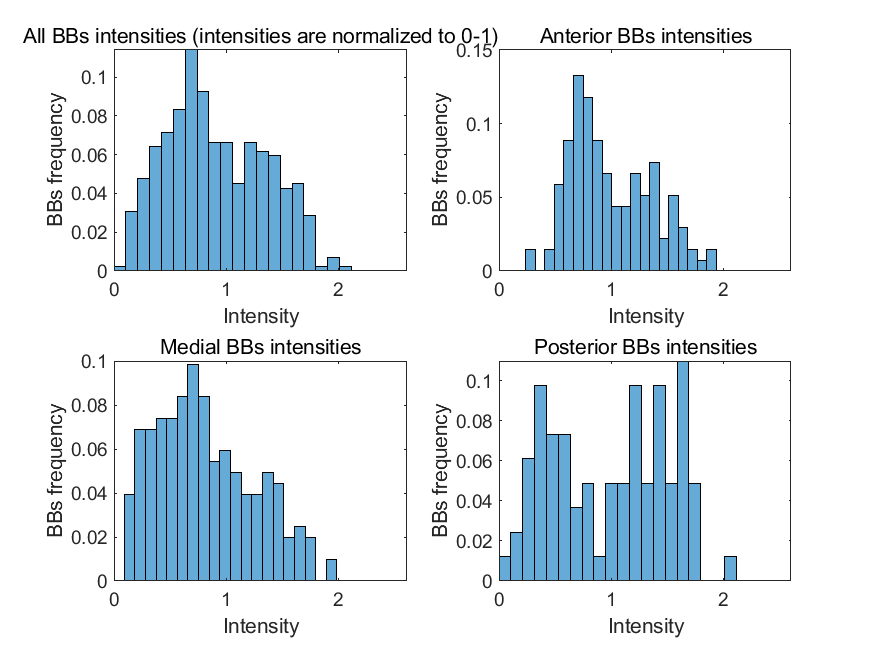 All BBs intensities (intensities are normalized to 0-1)
BBs frequency
0.1
0.08
0.06
0.04
0.02
0
0 1 2
Intensity
Anterior BBs intensities
BBs frequency
0.15
0.1
0.05
0
0 1 2
Intensity
Medial BBs intensities
BBs frequency
0.1
0.08
0.06
0.04
0.02
0
0 1 2
Intensity
Posterior BBs intensities
BBs frequency
0.1
0.08
0.06
0.04
0.02
0
0 1 2
Intensity